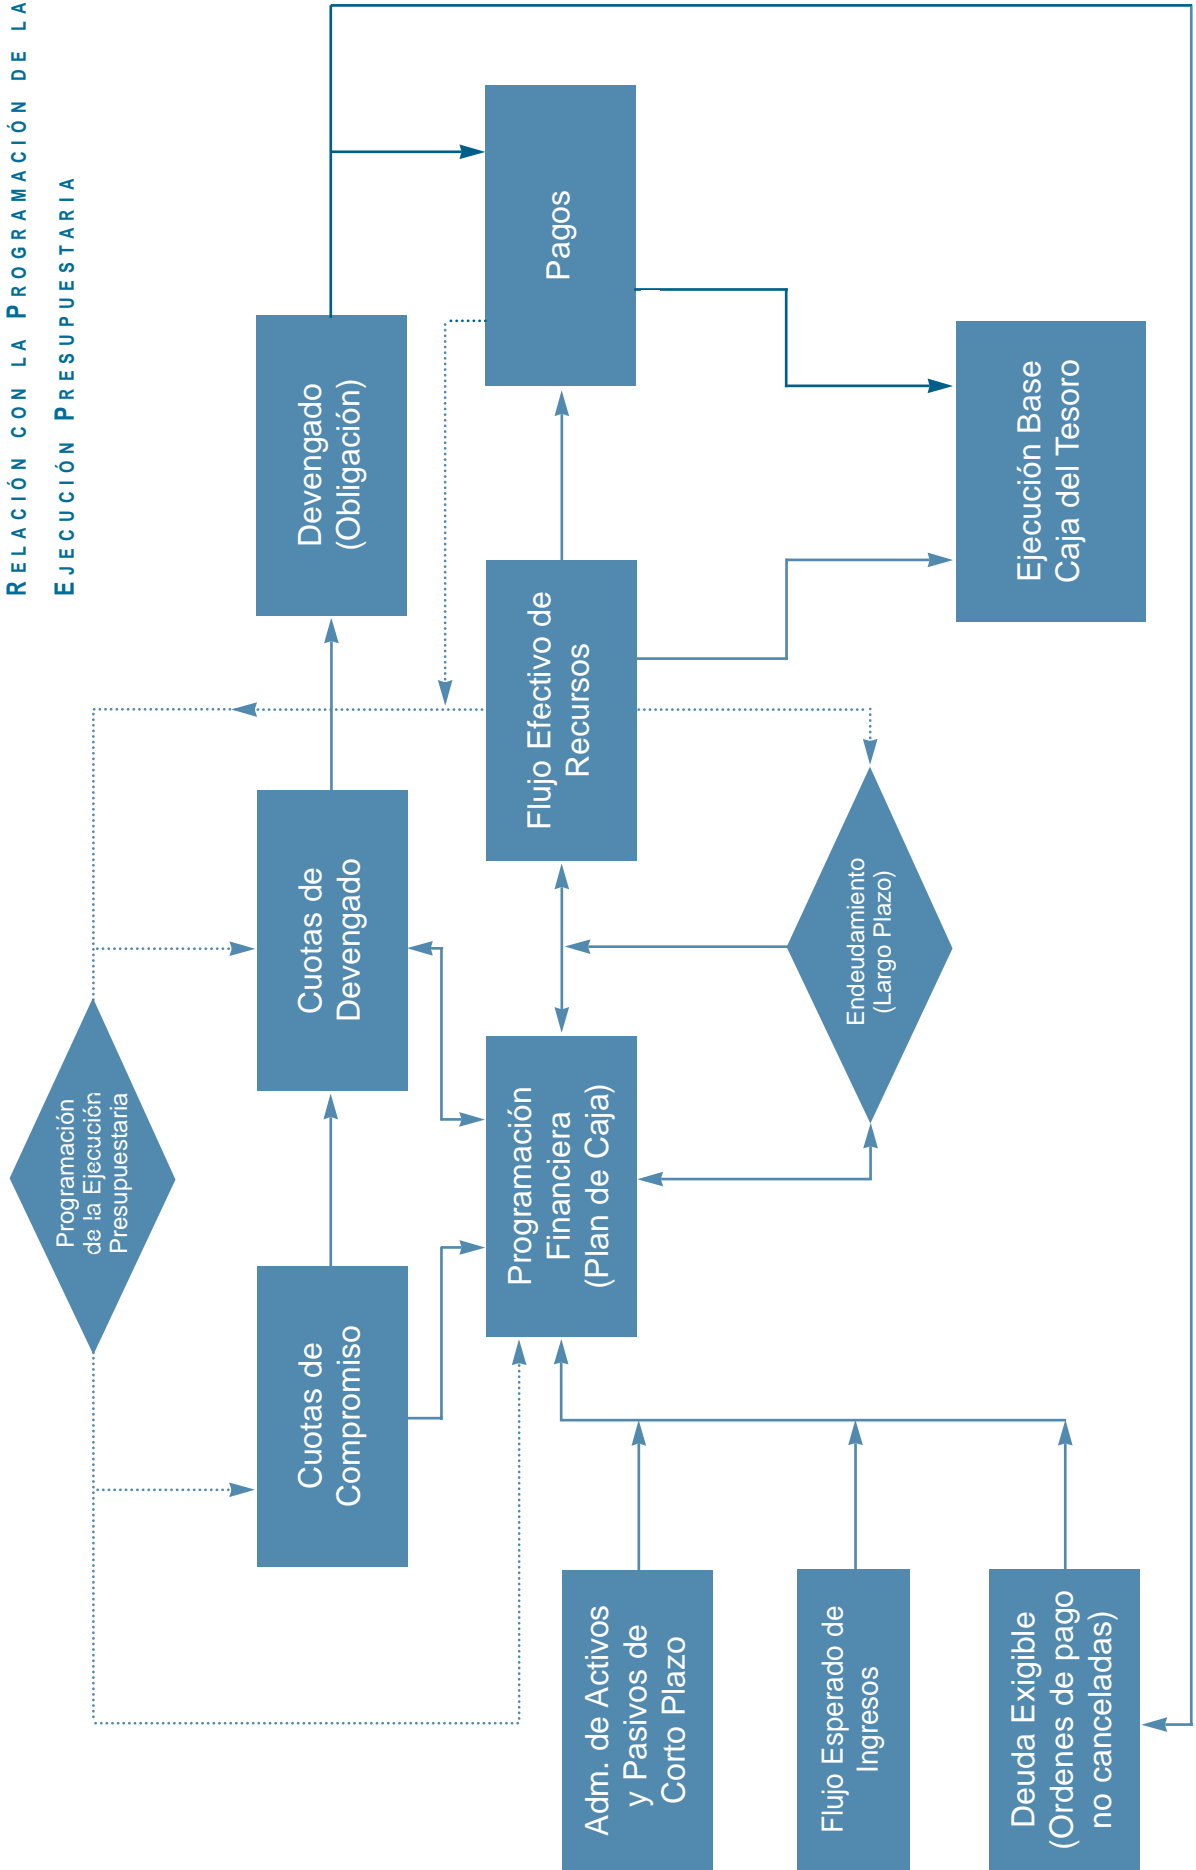 RELACIÓN CON LA PROGRAMACIÓN DE LA
EJECUCIÓN PRESUPUESTARIA
Programación
de la Ejecución
Presupuestaria
Cuotas de
Compromiso
Cuotas de
Devengado
Devengado
(Obligación)
Programación
Financiera
(Plan de Caja)
Flujo Efectivo de
Recursos
Pagos
Adm. de Activos
y Pasivos de
Corto Plazo
Flujo Esperado de
Ingresos
Deuda Exigible
(Ordenes de pago
no canceladas)
Endeudamiento
(Largo Plazo)
Ejecución Base
Caja del Tesoro